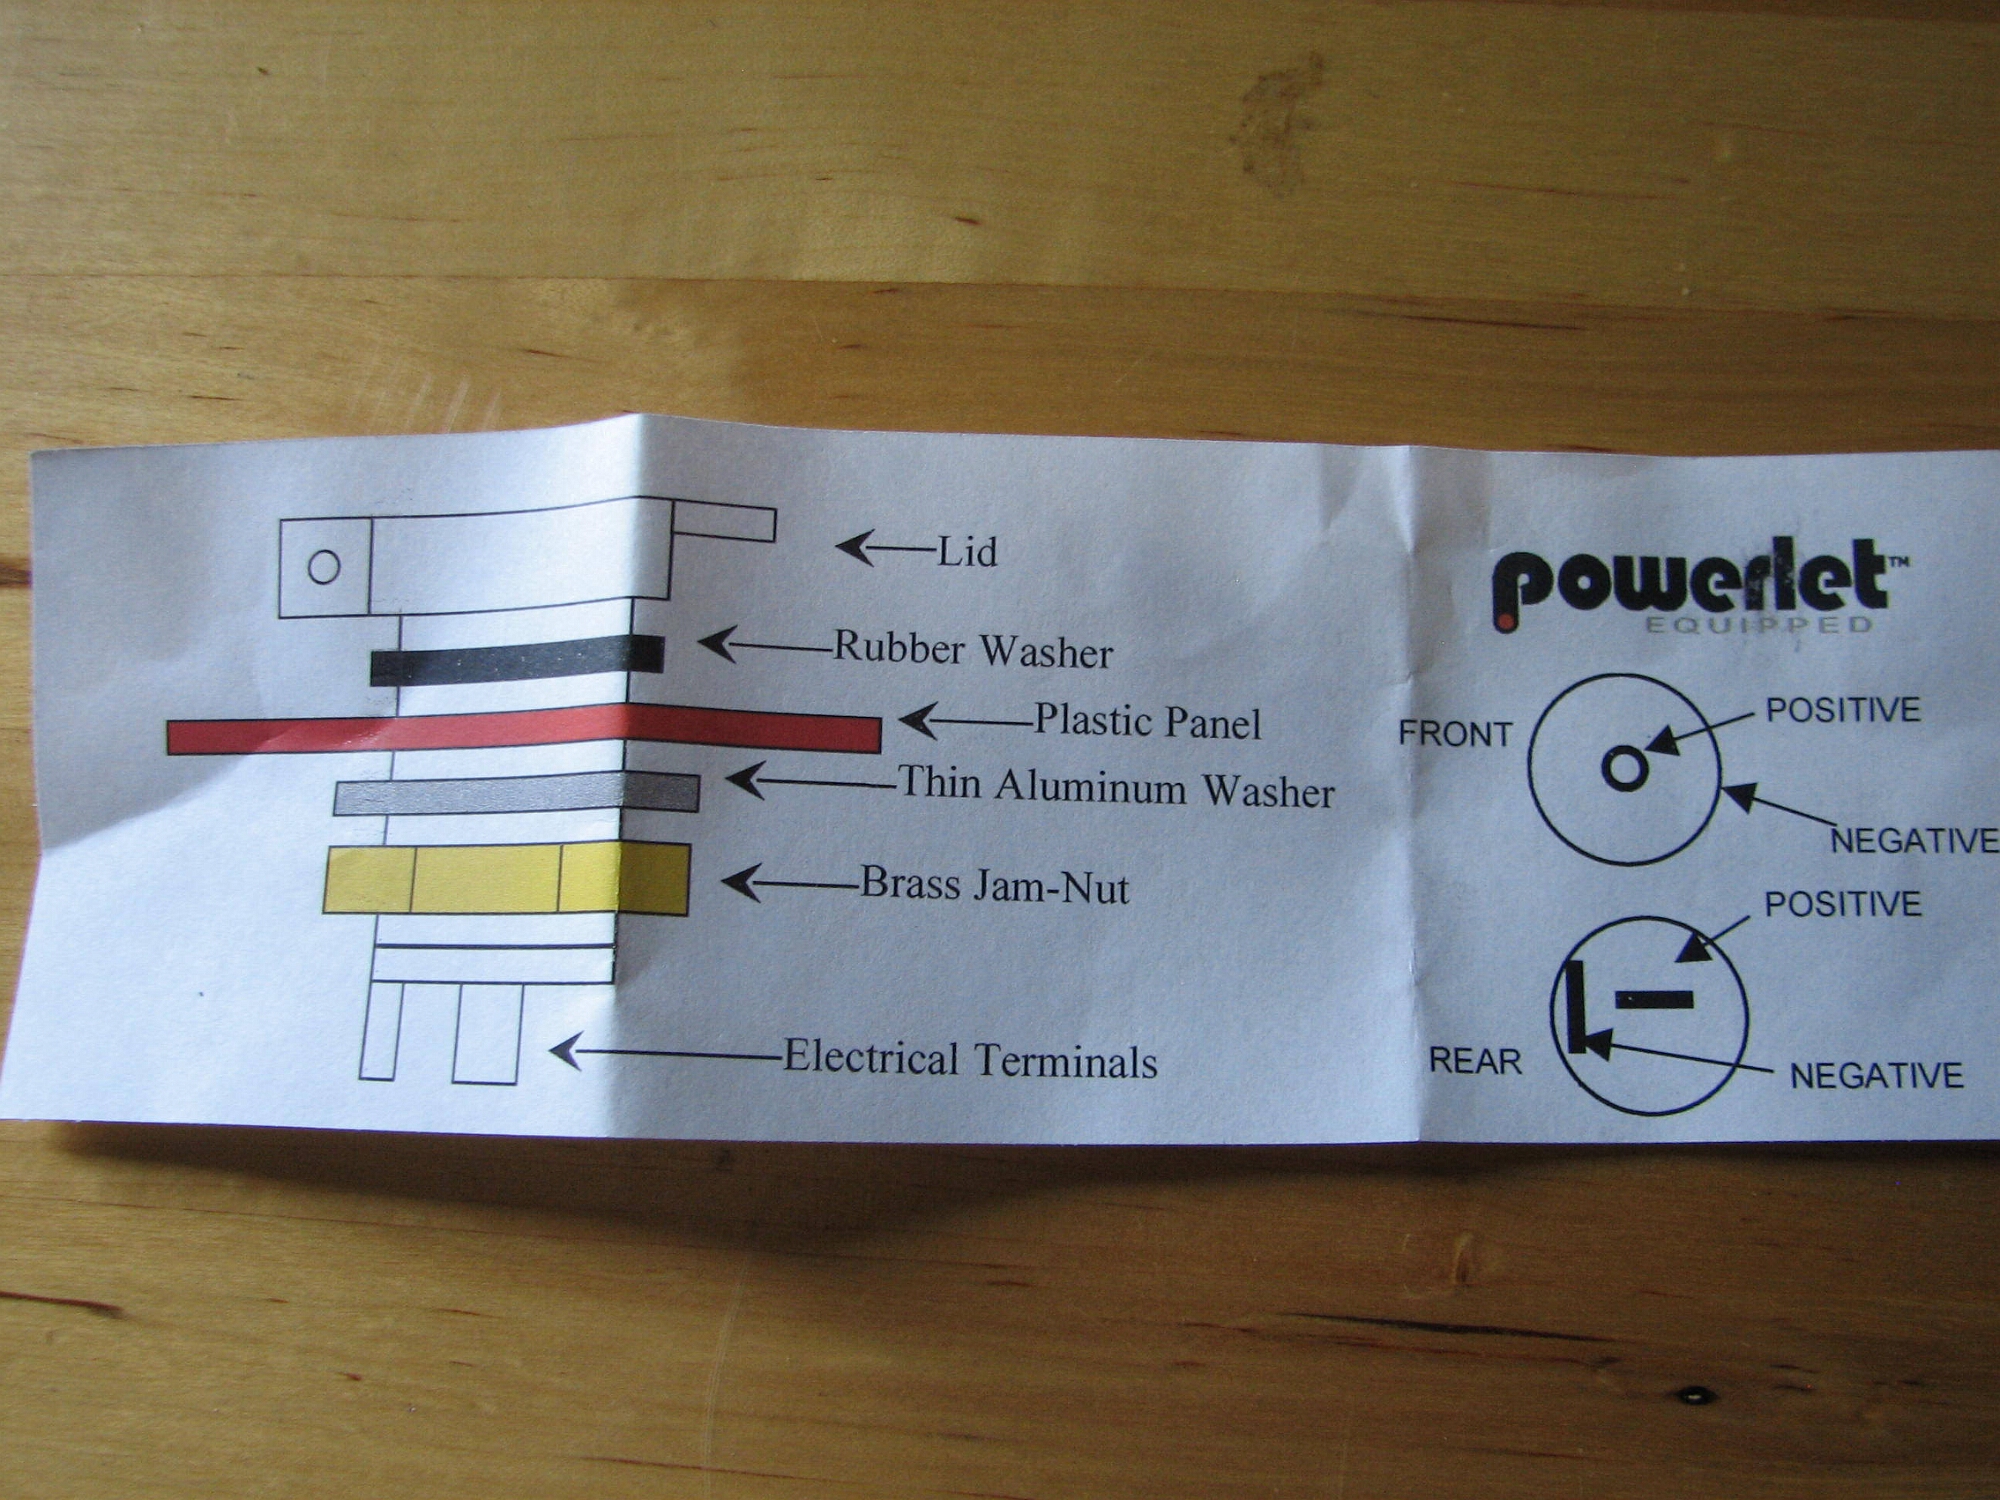 Lid
Rubber Washer
Plastic Panel
Thin Aluminum Washer
Brass Jam-Nut
Electrical Terminals
powerlet™
EQUIPPED
FRONT
POSITIVE
NEGATIVE
POSITIVE
REAR
NEGATIVE